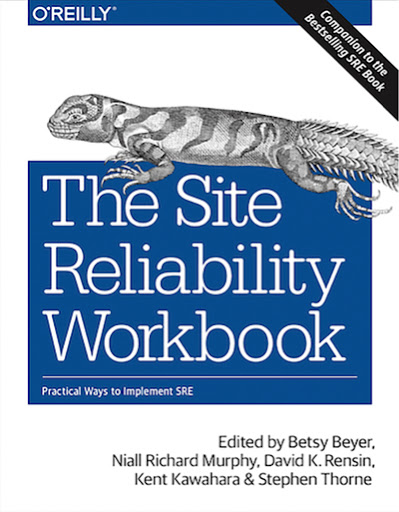 O'REILLY®
Companion to the
Bestselling SRE Book
The Site
Reliability
Workbook
Practical Ways to Implement SRE
Edited by Betsy Beyer,
Niall Richard Murphy, David K. Rensin,
Kent Kawahara & Stephen Thorne